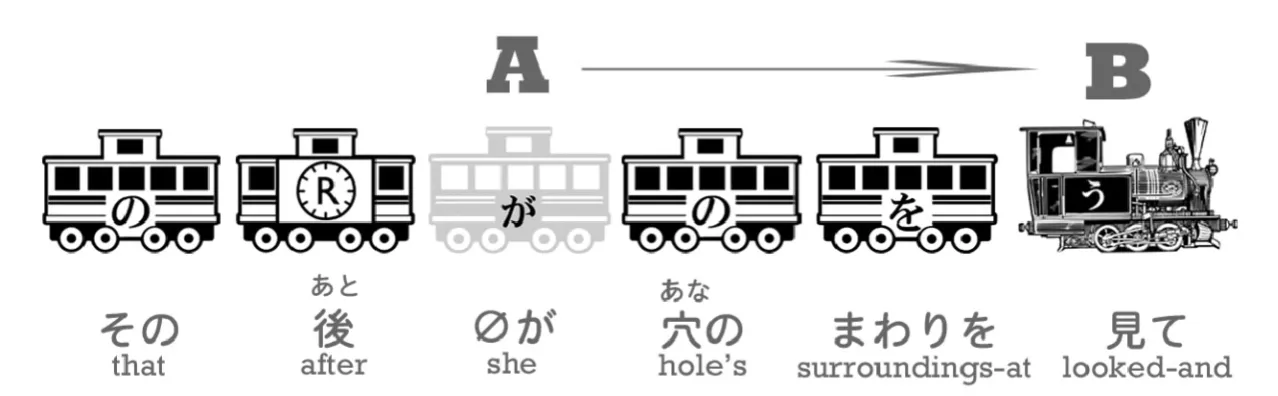 A B
の R が の を う
あと あな
その 後 ∅が 穴の まわりを 見て
that after she hole's surroundings-at looked-and